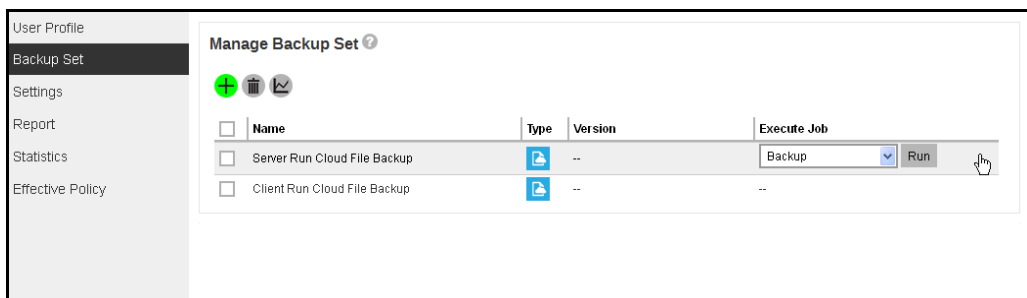 User Profile
Backup Set
Settings
Report
Statistics
Effective Policy
Manage Backup Set ?
Name Type Version Execute Job
Server Run Cloud File Backup -- Backup Run
Client Run Cloud File Backup -- --